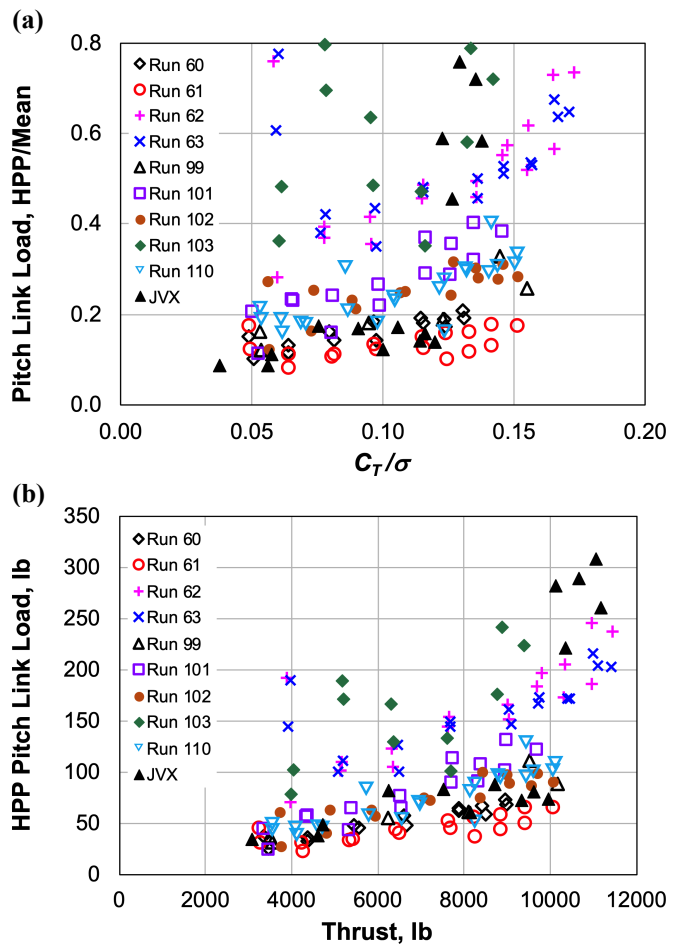 (a)
Pitch Link Load, HPP/Mean
0.8
0.6
0.4
0.2
0.0
Run 60
Run 61
Run 62
Run 63
Run 99
Run 101
Run 102
Run 103
Run 110
JVX
0.00
0.05
0.10
0.15
0.20
C_T/σ
(b)
HPP Pitch Link Load, lb
350
300
250
200
150
100
50
0
Run 60
Run 61
Run 62
Run 63
Run 99
Run 101
Run 102
Run 103
Run 110
JVX
0
2000
4000
6000
8000
10000
12000
Thrust, lb